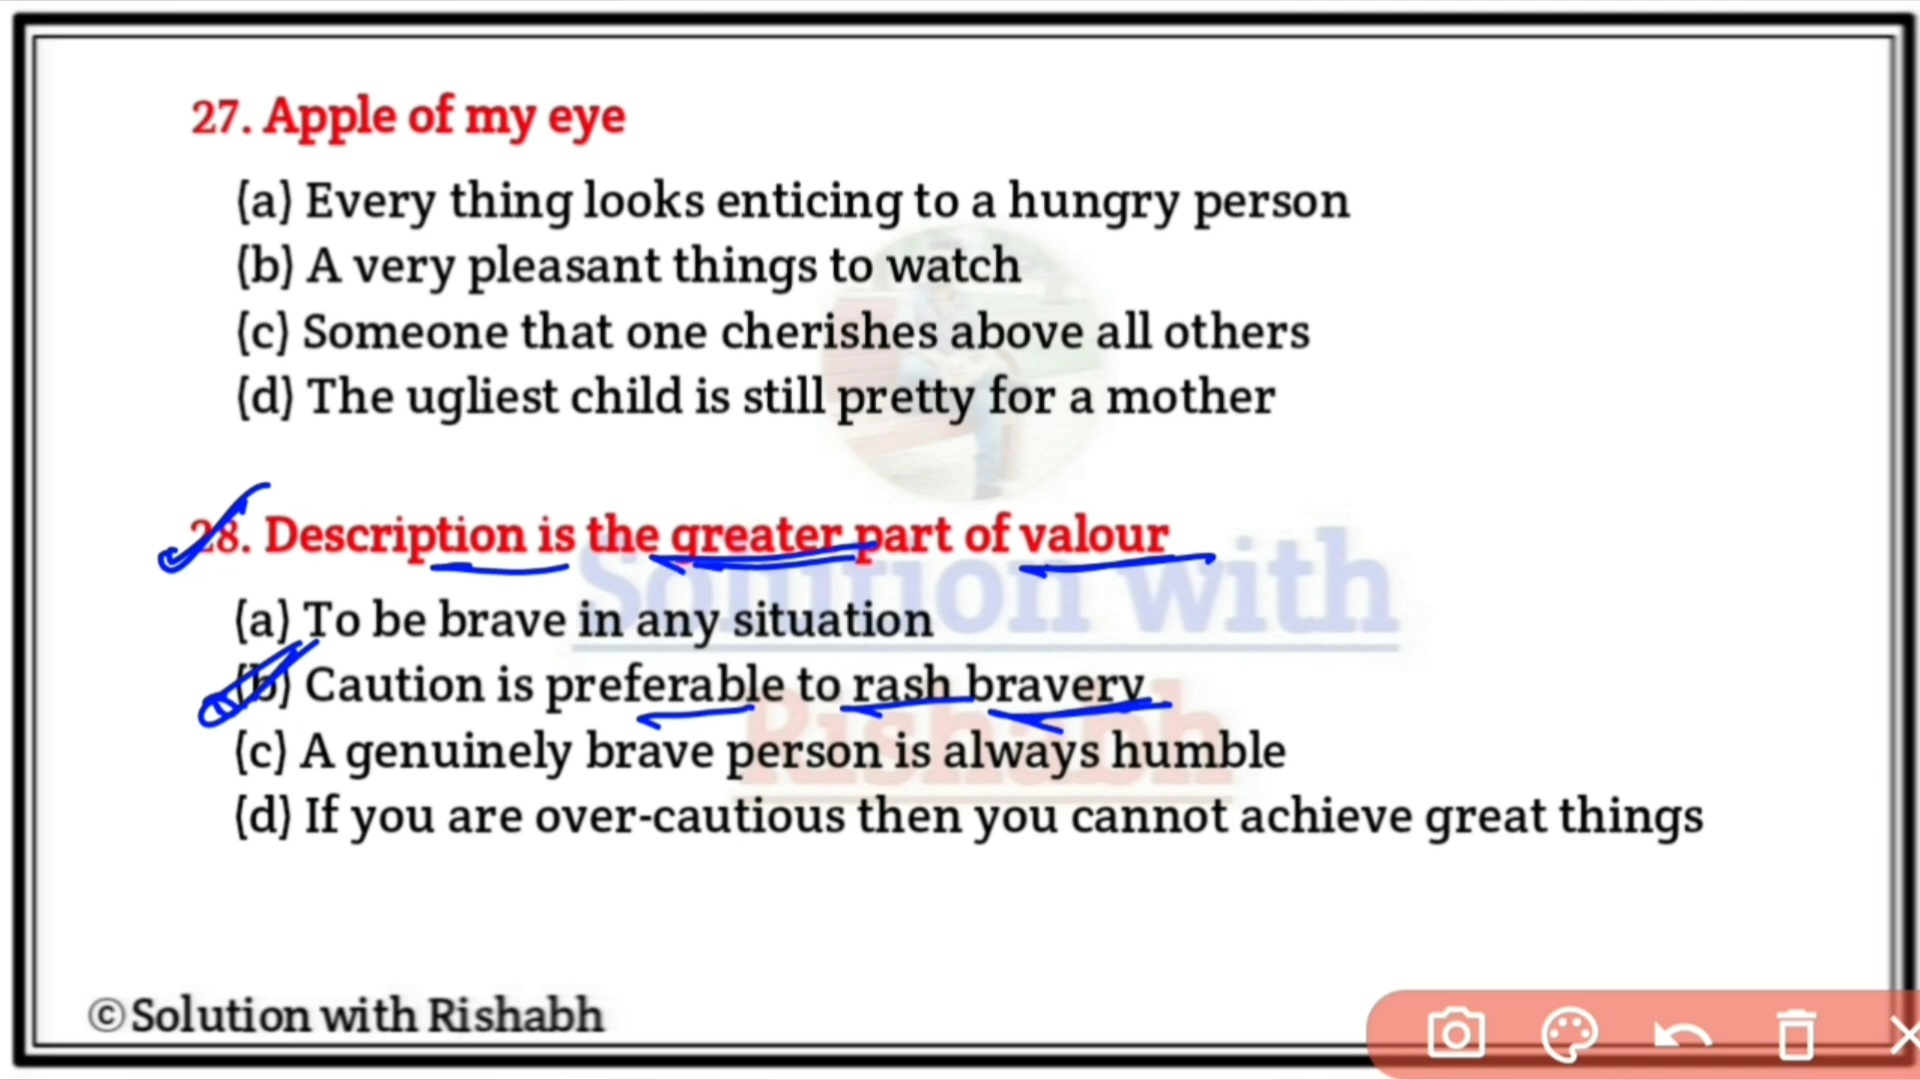 27. Apple of my eye
(a) Every thing looks enticing to a hungry person
(b) A very pleasant things to watch
(c) Someone that one cherishes above all others
(d) The ugliest child is still pretty for a mother
28. Description is the greater part of valour
(a) To be brave in any situation
(b) Caution is preferable to rash bravery
(c) A genuinely brave person is always humble
(d) If you are over-cautious then you cannot achieve great things
Solution with
Rishabh
©Solution with Rishabh